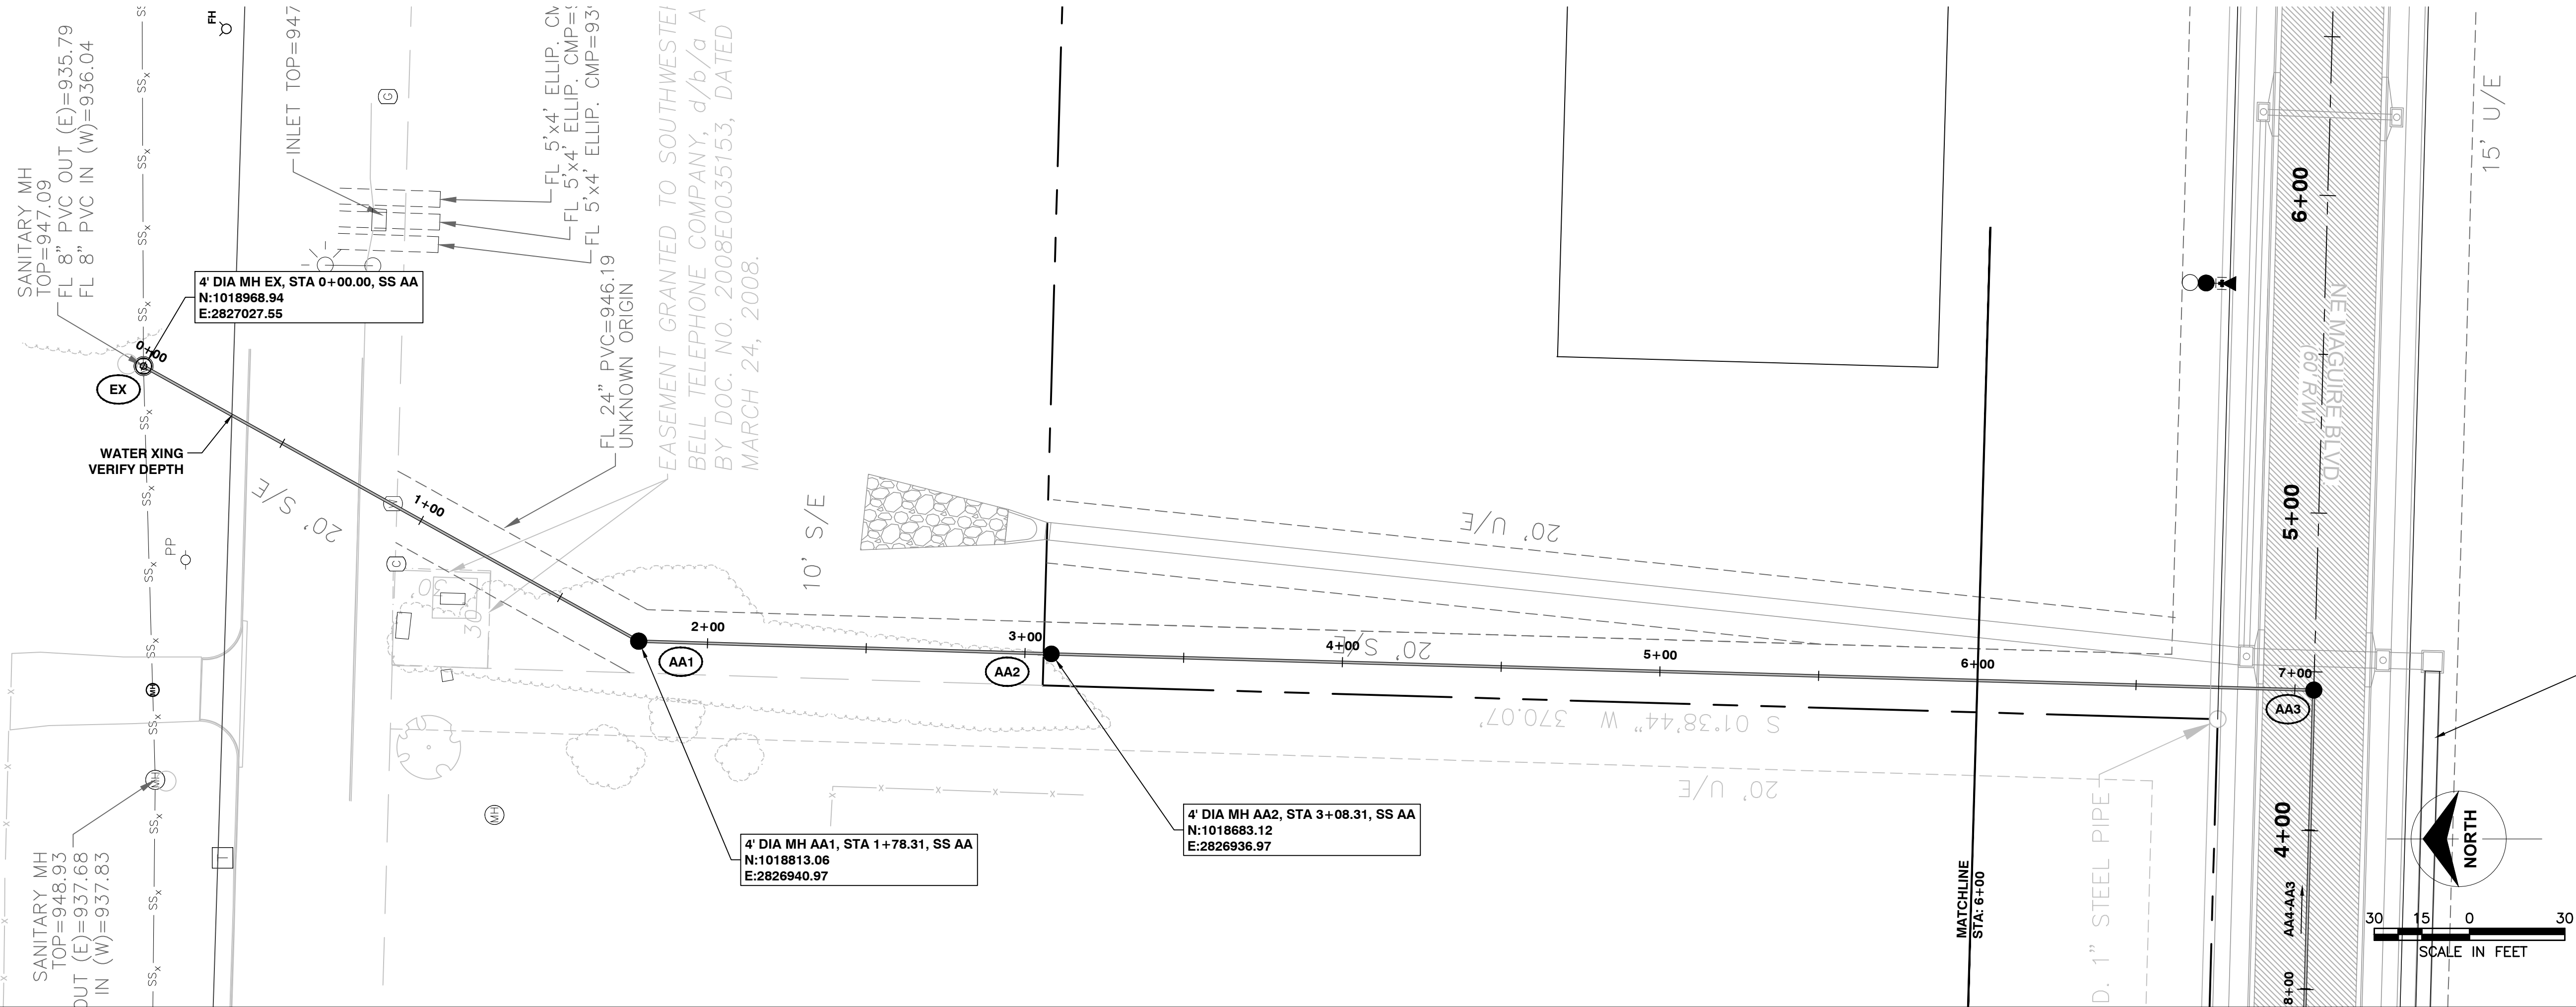 SANITARY MH
TOP=947.09
FL 8" PVC OUT (E)=935.79
FL 8" PVC IN (W)=936.04
FH
INLET TOP=947
G
FL 5'x4' ELLIP. CM
FL 5'x4' ELLIP. CMP=
FL 5'x4' ELLIP. CMP=93
EASEMENT GRANTED TO SOUTHWESTE
BELL TELEPHONE COMPANY, d/b/a A
BY DOC. NO. 2008E0035153, DATED
MARCH 24, 2008.
4' DIA MH EX, STA 0+00.00, SS AA
N:1018968.94
E:2827027.55
0+00
EX
WATER XING
VERIFY DEPTH
20' S/E
FL 24" PVC=946.19
UNKNOWN ORIGIN
1+00
PP
C
30'
30'
10' S/E
20' U/E
2+00
3+00
4+00
5+00
6+00
7+00
20' S/E
AA1
AA2
AA3
S 01°38'44" W 370.07'
20' U/E
MH
MH
MH
4' DIA MH AA1, STA 1+78.31, SS AA
N:1018813.06
E:2826940.97
4' DIA MH AA2, STA 3+08.31, SS AA
N:1018683.12
E:2826936.97
SANITARY MH
TOP=948.93
OUT (E)=937.68
IN (W)=937.83
T
MATCHLINE
STA: 6+00
D. 1" STEEL PIPE
6+00
5+00
4+00
NE MAGUIRE BLVD.
(60' R/W)
15' U/E
AA4-AA3
8+00
NORTH
30 15 0 30
SCALE IN FEET